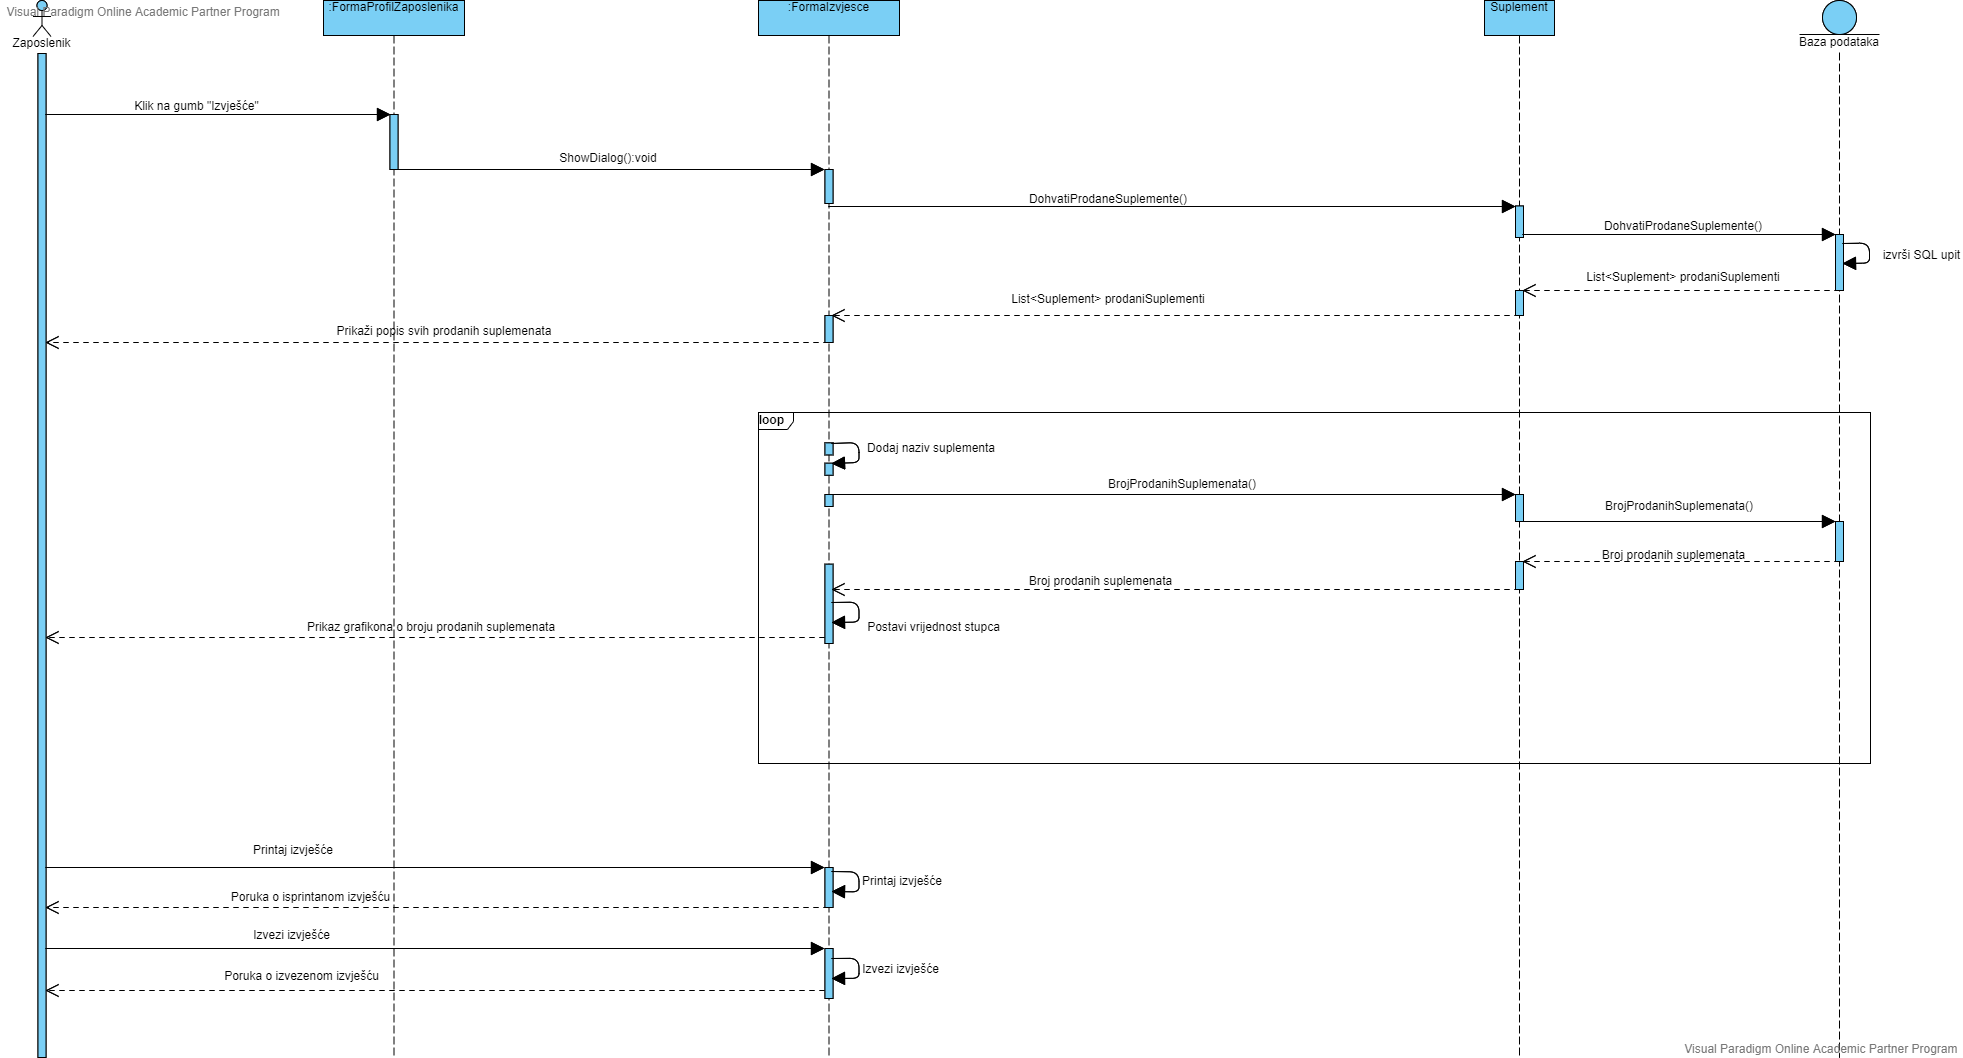 Visual Paradigm Online Academic Partner Program
Zaposlenik
:FormaProfilZaposlenika
:FormaIzvjesce
Suplement
Baza podataka
Klik na gumb "Izvješće"
ShowDialog():void
DohvatiProdaneSuplemente()
DohvatiProdaneSuplemente()
izvrši SQL upit
List<Suplement> prodaniSuplementi
List<Suplement> prodaniSuplementi
Prikaži popis svih prodanih suplemenata
loop
Dodaj naziv suplementa
BrojProdanihSuplemenata()
BrojProdanihSuplemenata()
Broj prodanih suplemenata
Broj prodanih suplemenata
Prikaz grafikona o broju prodanih suplemenata
Postavi vrijednost stupca
Printaj izvješće
Printaj izvješće
Poruka o isprintanom izvješću
Izvezi izvješće
Izvezi izvješće
Poruka o izvezenom izvješću
Visual Paradigm Online Academic Partner Program